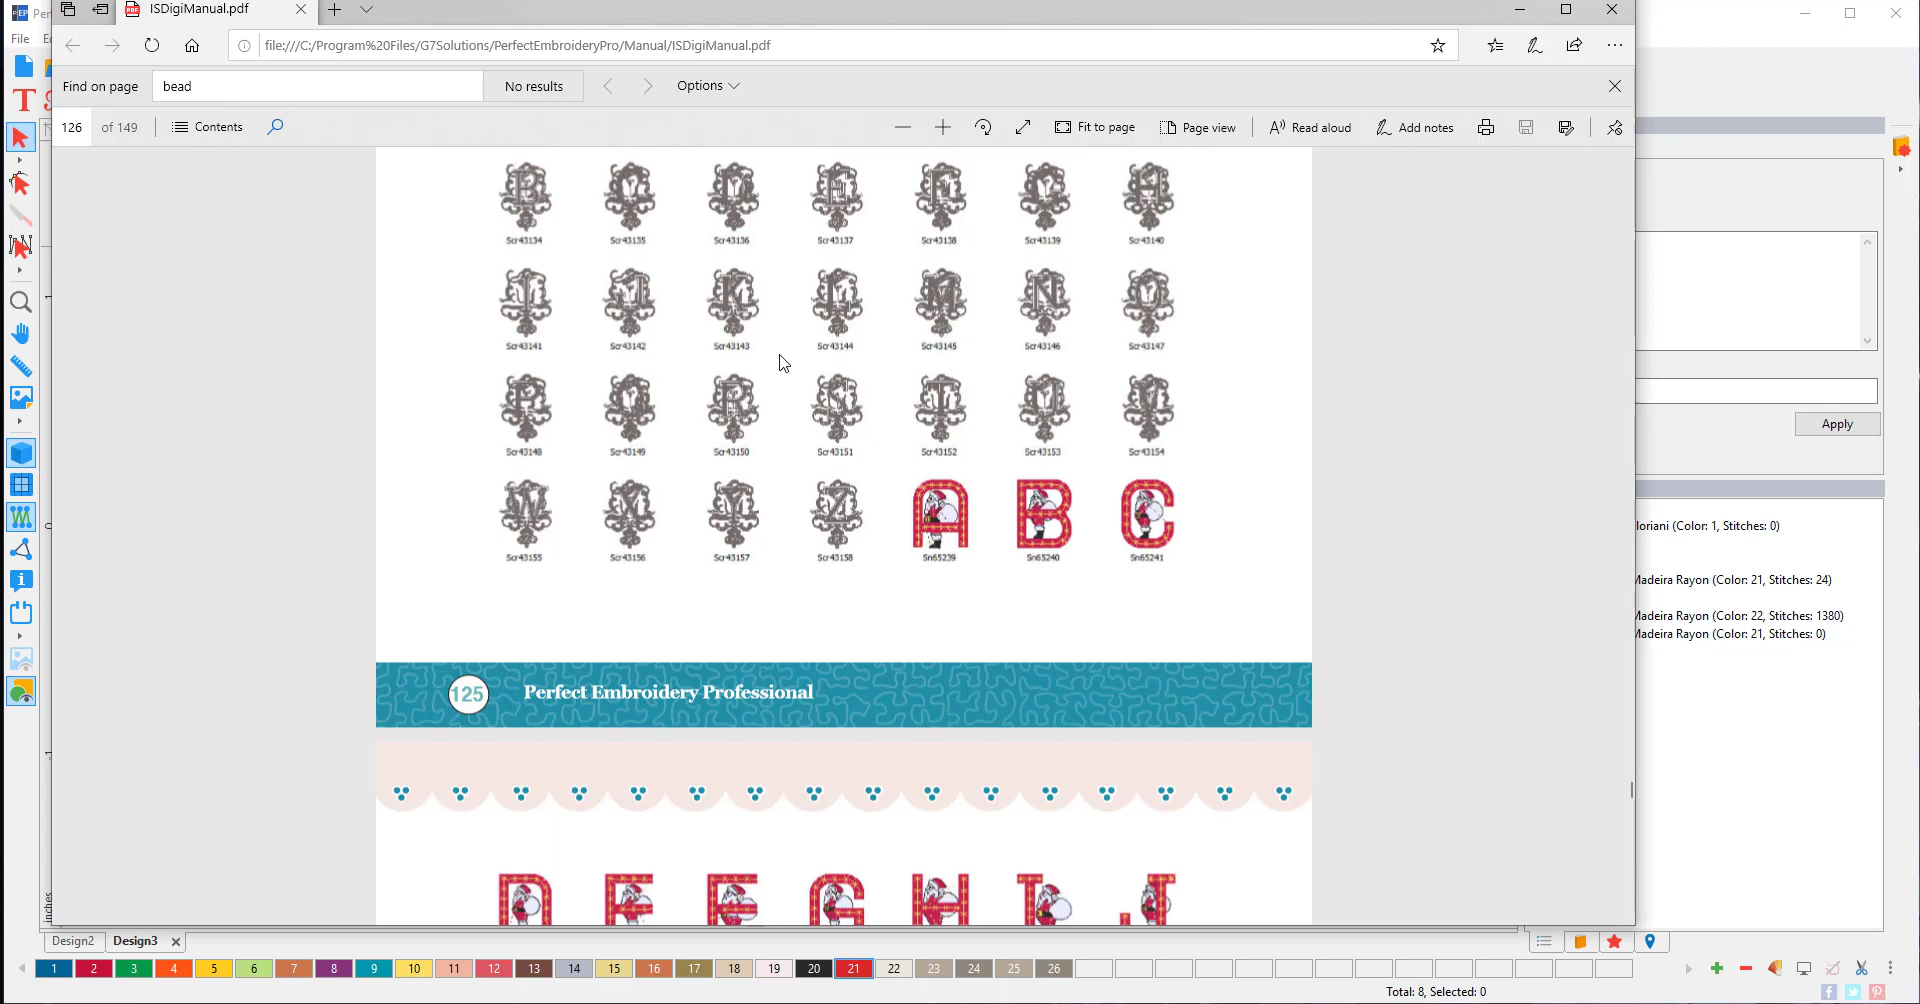 ISDigiManual.pdf
File
file:///C:/Program%20Files/G7Solutions/PerfectEmbroideryPro/Manual/ISDigiManual.pdf
Find on page
bead
No results
Options
126 of 149
Contents
Fit to page
Page view
Read aloud
Add notes
Scr43134 Scr43135 Scr43136 Scr43137 Scr43138 Scr43139 Scr43140
Scr43141 Scr43142 Scr43143 Scr43144 Scr43145 Scr43146 Scr43147
Scr43148 Scr43149 Scr43150 Scr43151 Scr43152 Scr43153 Scr43154
A B C
Scr43155 Scr43156 Scr43157 Scr43158 Sn65239 Sn65240 Sn65241
125 Perfect Embroidery Professional
D E F G H I J
Apply
loriani (Color: 1, Stitches: 0)
Madeira Rayon (Color: 21, Stitches: 24)
Madeira Rayon (Color: 22, Stitches: 1380)
Madeira Rayon (Color: 21, Stitches: 0)
inches
Design2 Design3
1 2 3 4 5 6 7 8 9 10 11 12 13 14 15 16 17 18 19 20 21 22 23 24 25 26
Total: 8, Selected: 0